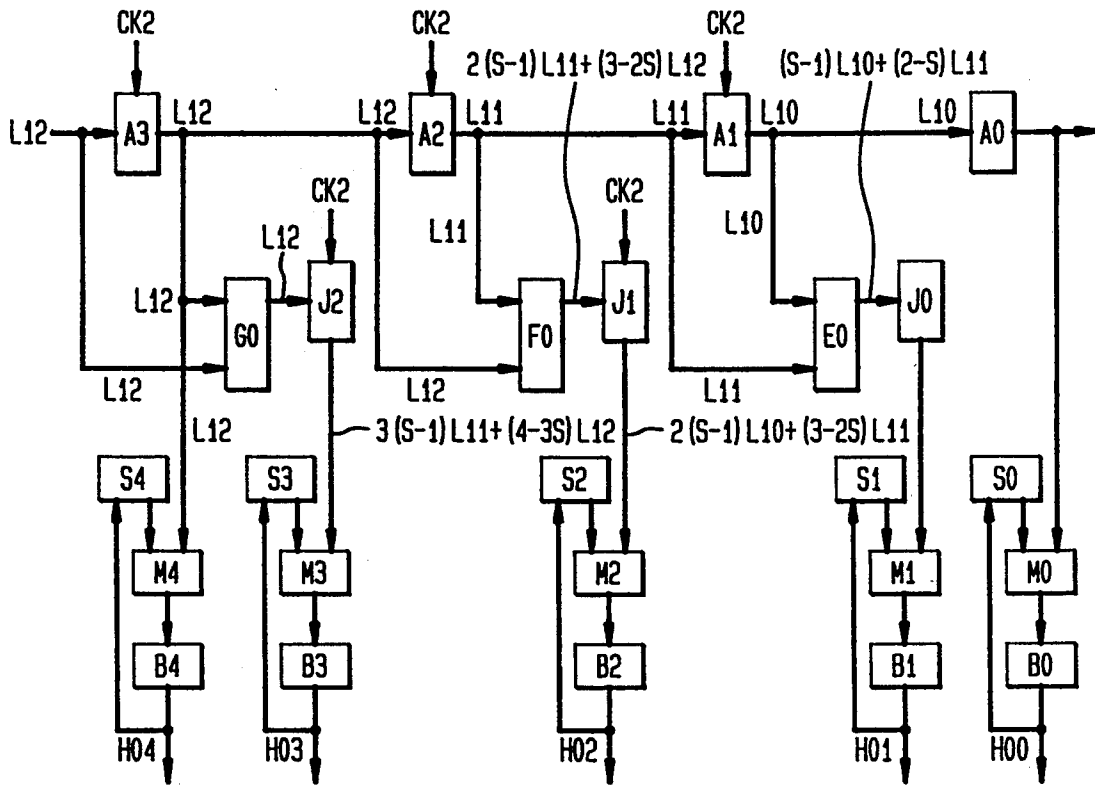 CK2 CK2 CK2
2 (S-1) L11+ (3-2S) L12 (S-1) L10+ (2-S) L11
L12 A3 L12 L12 A2 L11 L11 A1 L10 L10 A0
CK2 CK2
L12 L11 L10
L12 G0 J2 F0 J1 E0 J0
L12 L12 L11
L12 3 (S-1) L11+ (4-3S) L12 2 (S-1) L10+ (3-2S) L11
S4 S3 S2 S1 S0
M4 M3 M2 M1 M0
B4 B3 B2 B1 B0
H04 H03 H02 H01 H00